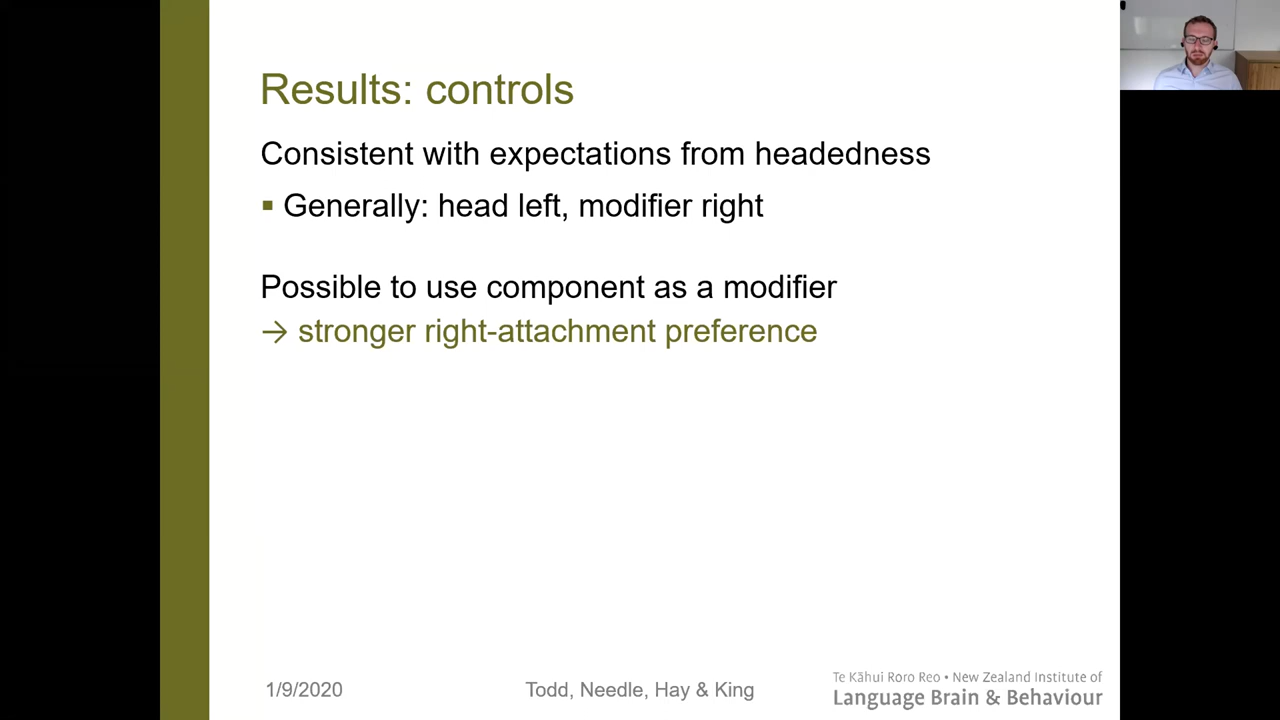 Results: controls
Consistent with expectations from headedness
▪ Generally: head left, modifier right
Possible to use component as a modifier
→ stronger right-attachment preference
1/9/2020
Todd, Needle, Hay & King
Te Kāhui Roro Reo • New Zealand Institute of
Language Brain & Behaviour